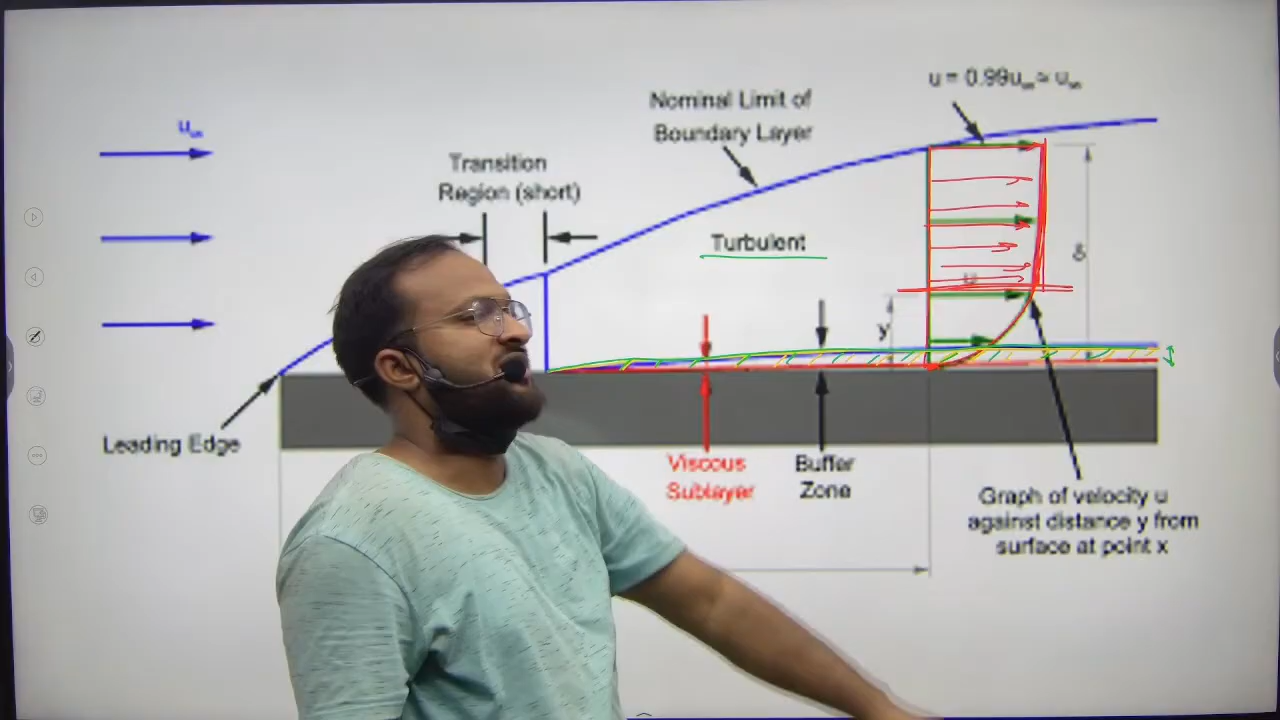 u∞
Transition
Region (short)
Nominal Limit of
Boundary Layer
u = 0.99u∞ ≃ u∞
Turbulent
δ
u
y
Leading Edge
Viscous
Sublayer
Buffer
Zone
Graph of velocity u
against distance y from
surface at point x